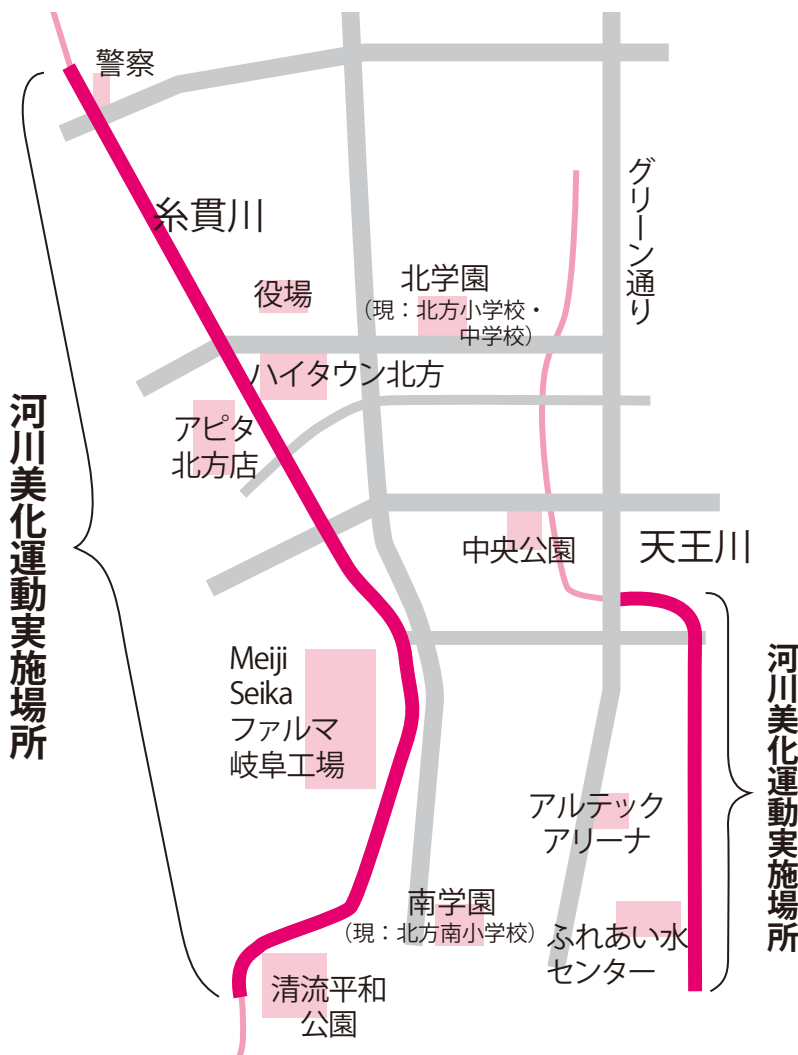 警察
糸貫川
グリーン通り
役場
北学園
（現：北方小学校・
中学校）
ハイタウン北方
アピタ
北方店
河川美化運動実施場所
中央公園
天王川
Meiji
Seika
ファルマ
岐阜工場
河川美化運動実施場所
アルテック
アリーナ
南学園
（現：北方南小学校）
ふれあい水
センター
清流平和
公園